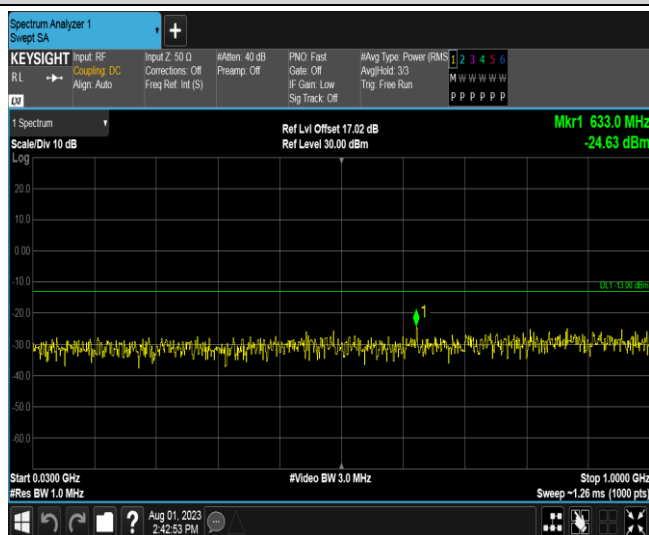 Spectrum Analyzer 1
Swept SA
+
KEYSIGHT
R L
Input: RF
Coupling: DC
Align: Auto
Input Z: 50 Ω
Corrections: Off
Freq Ref: Int (S)
#Atten: 40 dB
Preamp: Off
PNO: Fast
Gate: Off
IF Gain: Low
Sig Track: Off
#Avg Type: Power (RMS
Avg|Hold: 3/3
Trig: Free Run
1 2 3 4 5 6
M W W W W W
P P P P P P
1 Spectrum
Scale/Div 10 dB
Log
Ref Lvl Offset 17.02 dB
Ref Level 30.00 dBm
Mkr1 633.0 MHz
-24.63 dBm
20.0
10.0
0.00
-10.0
DL1 -13.00 dBm
1
-20.0
-30.0
-40.0
-50.0
-60.0
Start 0.0300 GHz
#Res BW 1.0 MHz
#Video BW 3.0 MHz
Stop 1.0000 GHz
Sweep ~1.26 ms (1000 pts)
?
Aug 01, 2023
2:42:53 PM